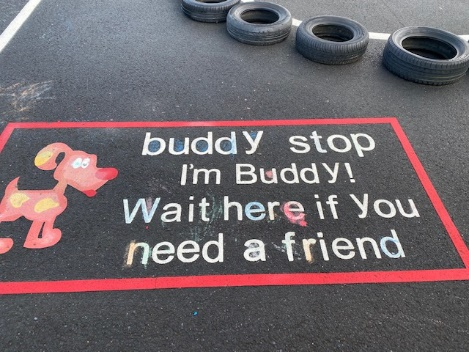 buddy stop
I'm Buddy!
Wait here if you
need a friend